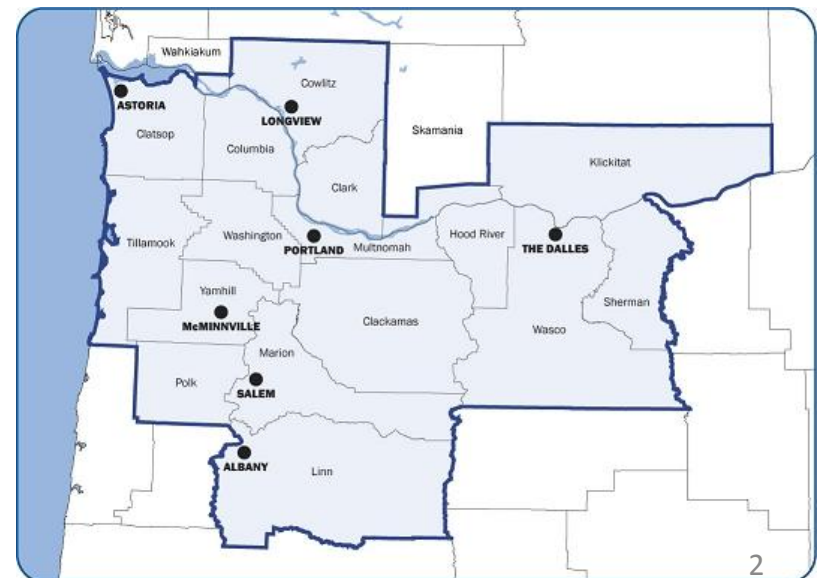 Wahkiakum
Cowlitz
ASTORIA
LONGVIEW
Skamania
Clatsop
Columbia
Klickitat
Clark
Tillamook
Washington
PORTLAND
Multnomah
Hood River
THE DALLES
Yamhill
McMINNVILLE
Clackamas
Sherman
Wasco
Marion
Polk
SALEM
ALBANY
Linn
2